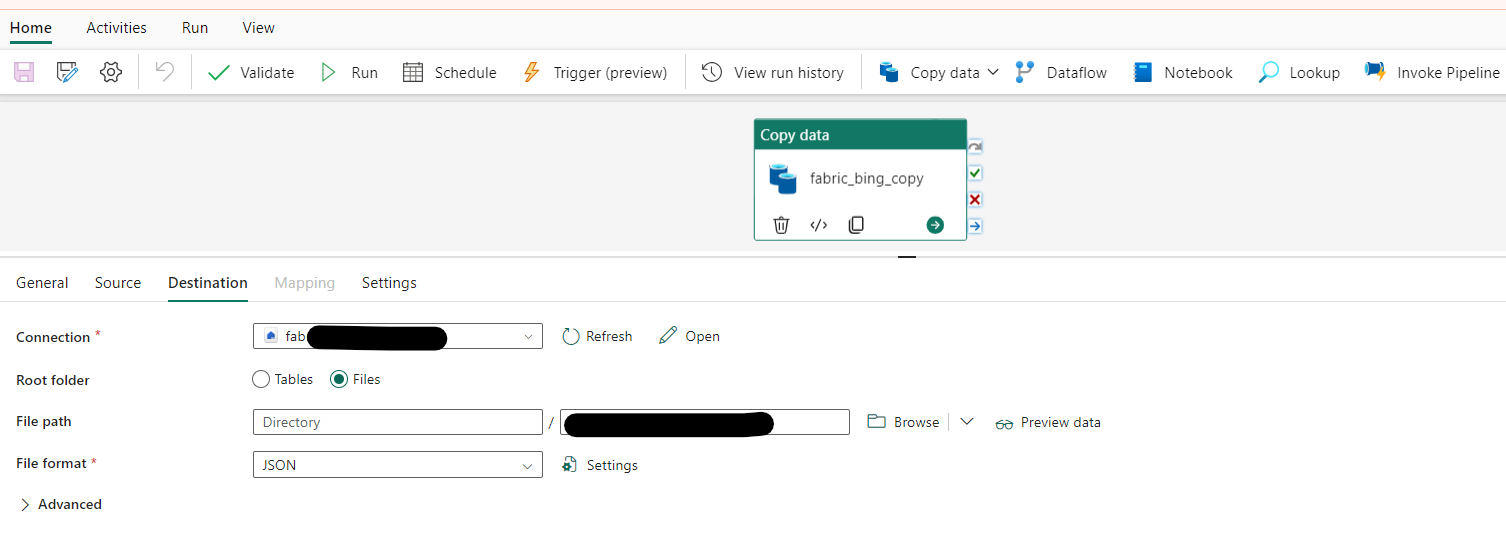 Home Activities Run View
Validate Run Schedule Trigger (preview) View run history Copy data Dataflow Notebook Lookup Invoke Pipeline
Copy data
fabric_bing_copy
General Source Destination Mapping Settings
Connection * fab Refresh Open
Root folder Tables Files
File path Directory / Browse Preview data
File format * JSON Settings
Advanced